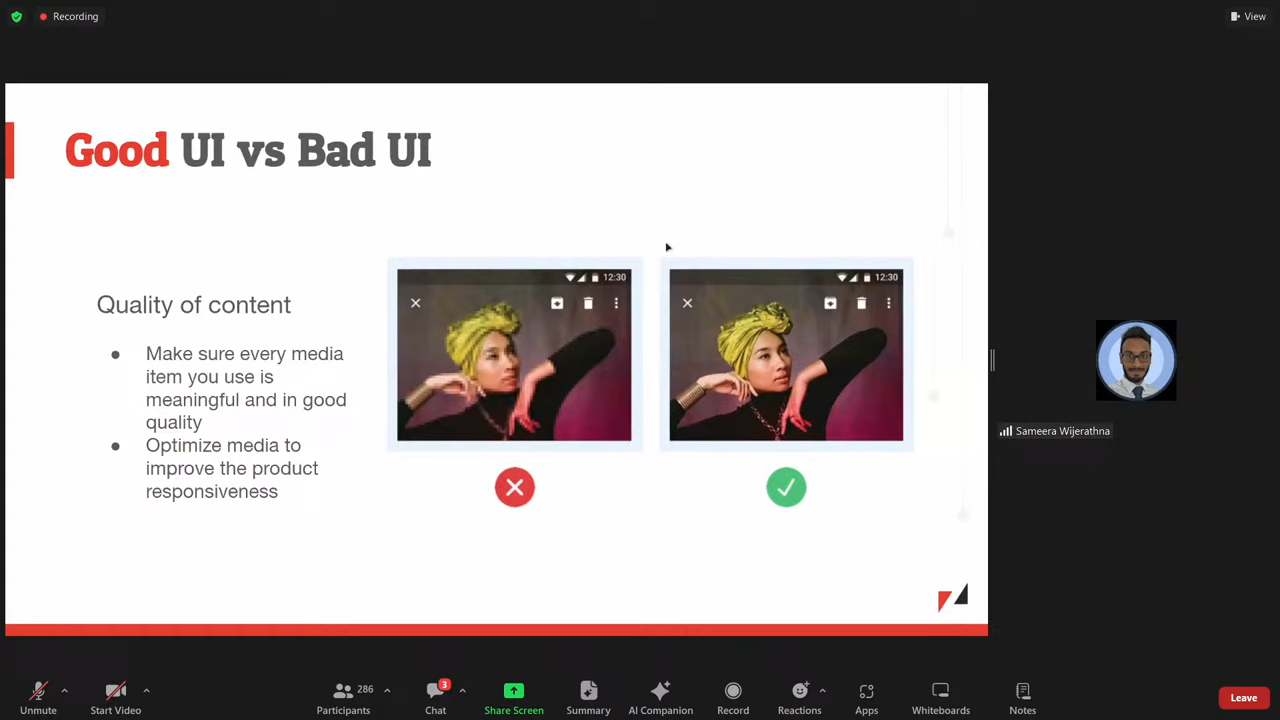 Recording
View
Good UI vs Bad UI
Quality of content
● Make sure every media
item you use is
meaningful and in good
quality
● Optimize media to
improve the product
responsiveness
12:30
12:30
Sameera Wijerathna
Unmute
Start Video
286
Participants
3
Chat
Share Screen
Summary
AI Companion
Record
Reactions
Apps
Whiteboards
Notes
Leave